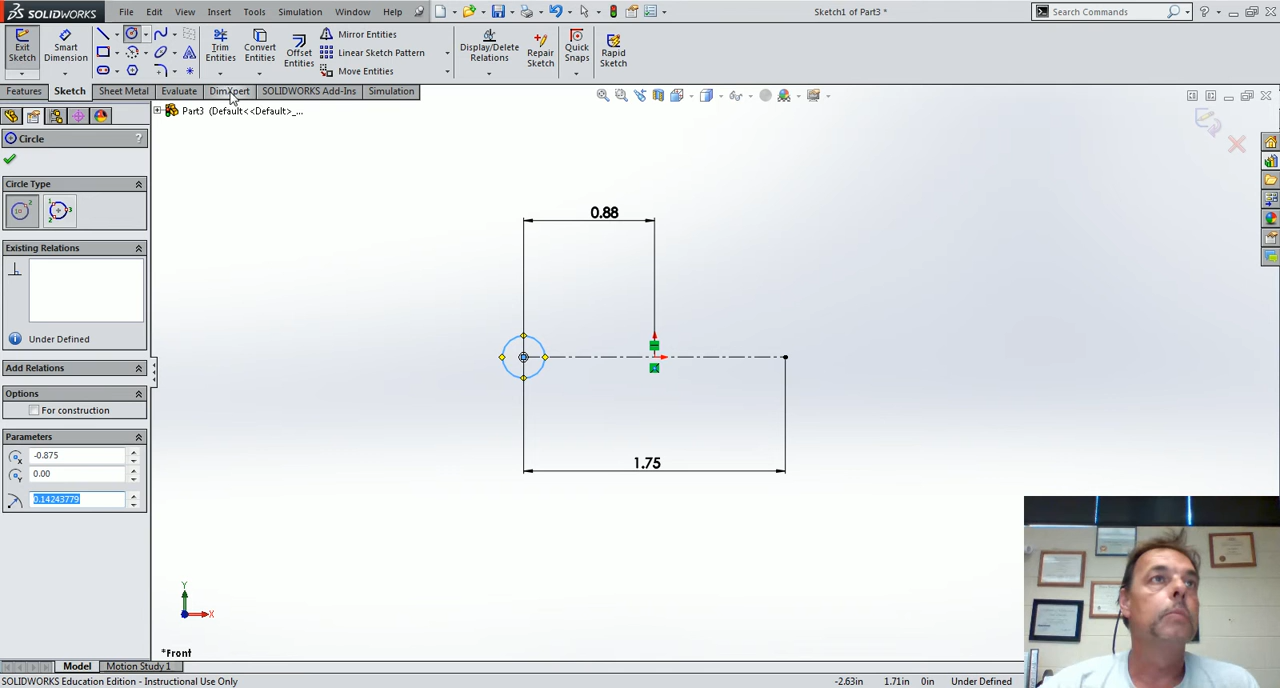 SOLIDWORKS File Edit View Insert Tools Simulation Window Help Sketch1 of Part3 * Search Commands
Exit Sketch Smart Dimension Trim Entities Convert Entities Offset Entities Mirror Entities Linear Sketch Pattern Move Entities Display/Delete Relations Repair Sketch Quick Snaps Rapid Sketch
Features Sketch Sheet Metal Evaluate DimXpert SOLIDWORKS Add-Ins Simulation
Part3 (Default<<Default>_...
Circle ?
Circle Type
Existing Relations
Under Defined
Add Relations
Options
For construction
Parameters
-0.875
0.00
0.14243779
0.88
1.75
Y
X
*Front
Model Motion Study 1
SOLIDWORKS Education Edition - Instructional Use Only -2.63in 1.71in 0in Under Defined